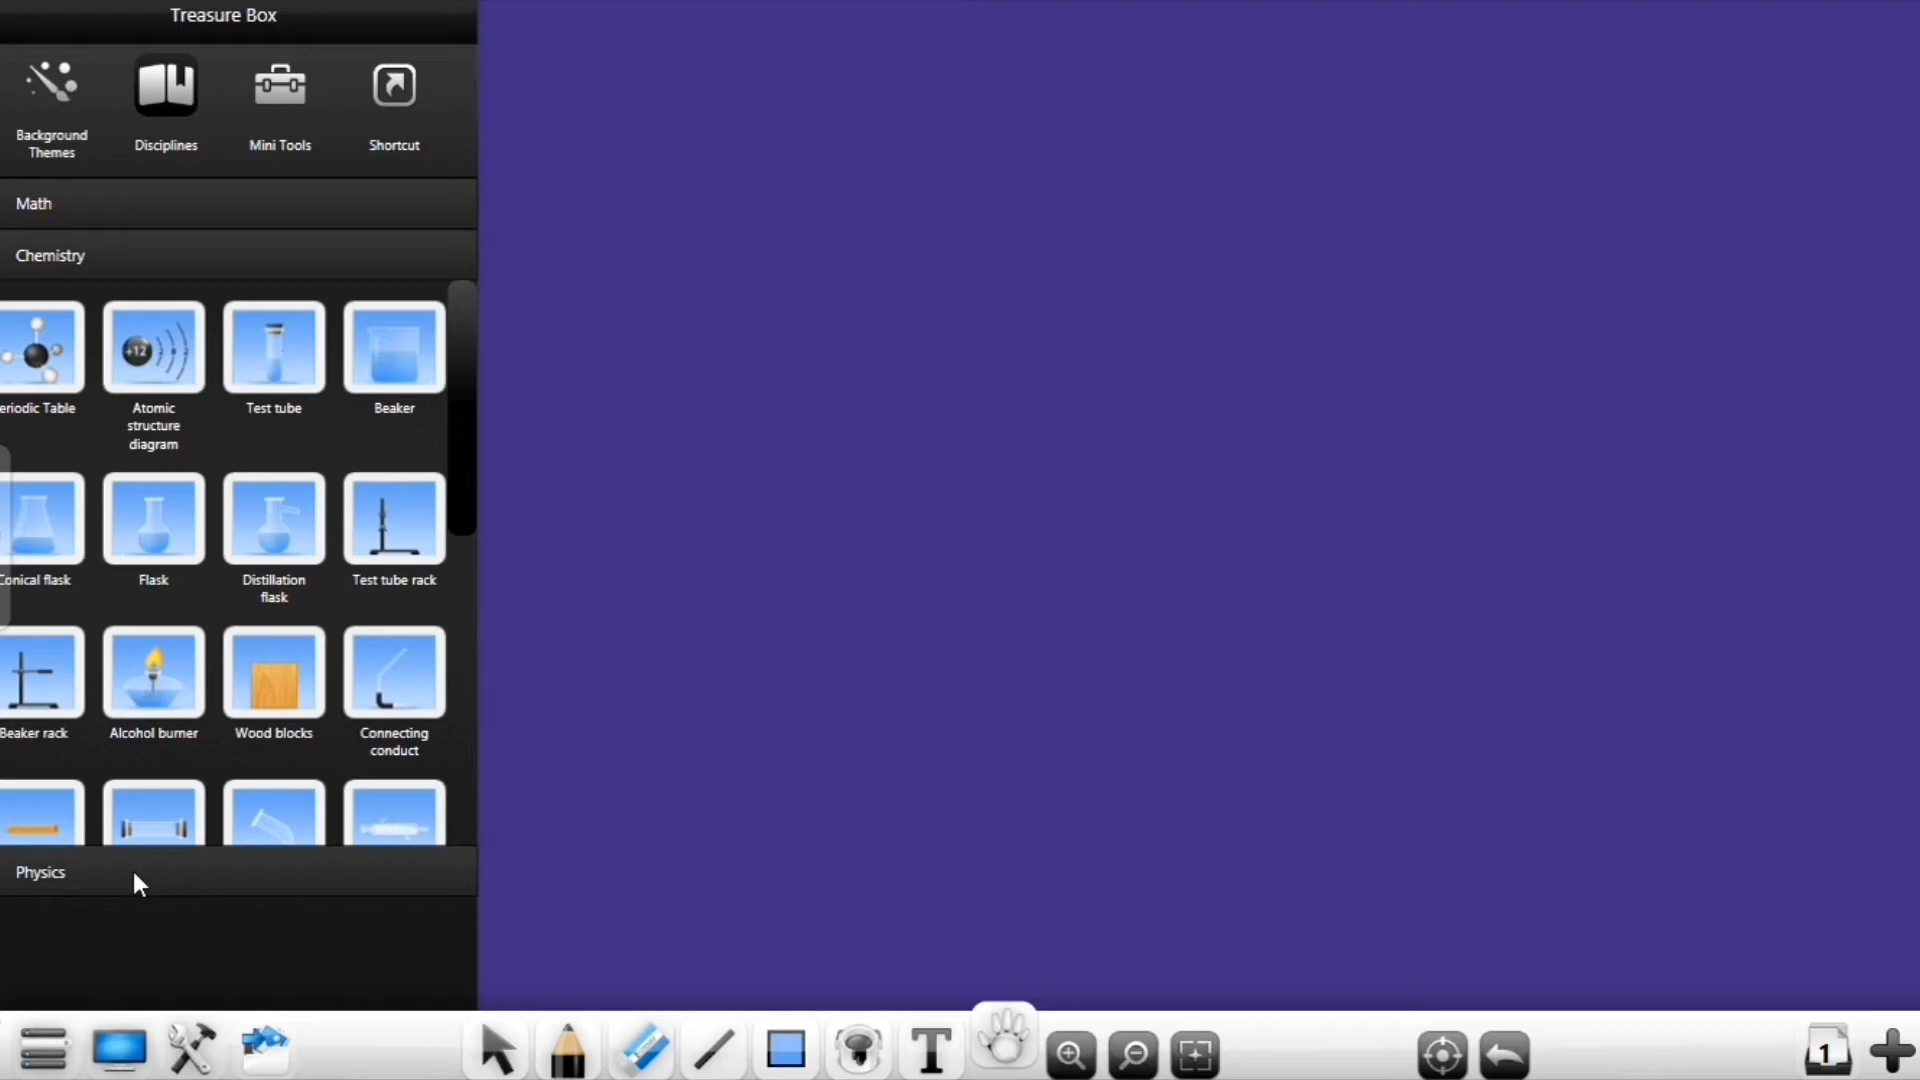 Treasure Box
Background
Themes
Disciplines
Mini Tools
Shortcut
Math
Chemistry
eriodic Table
Atomic
structure
diagram
Test tube
Beaker
+12
Conical flask
Flask
Distillation
flask
Test tube rack
Beaker rack
Alcohol burner
Wood blocks
Connecting
conduct
Physics
T
1